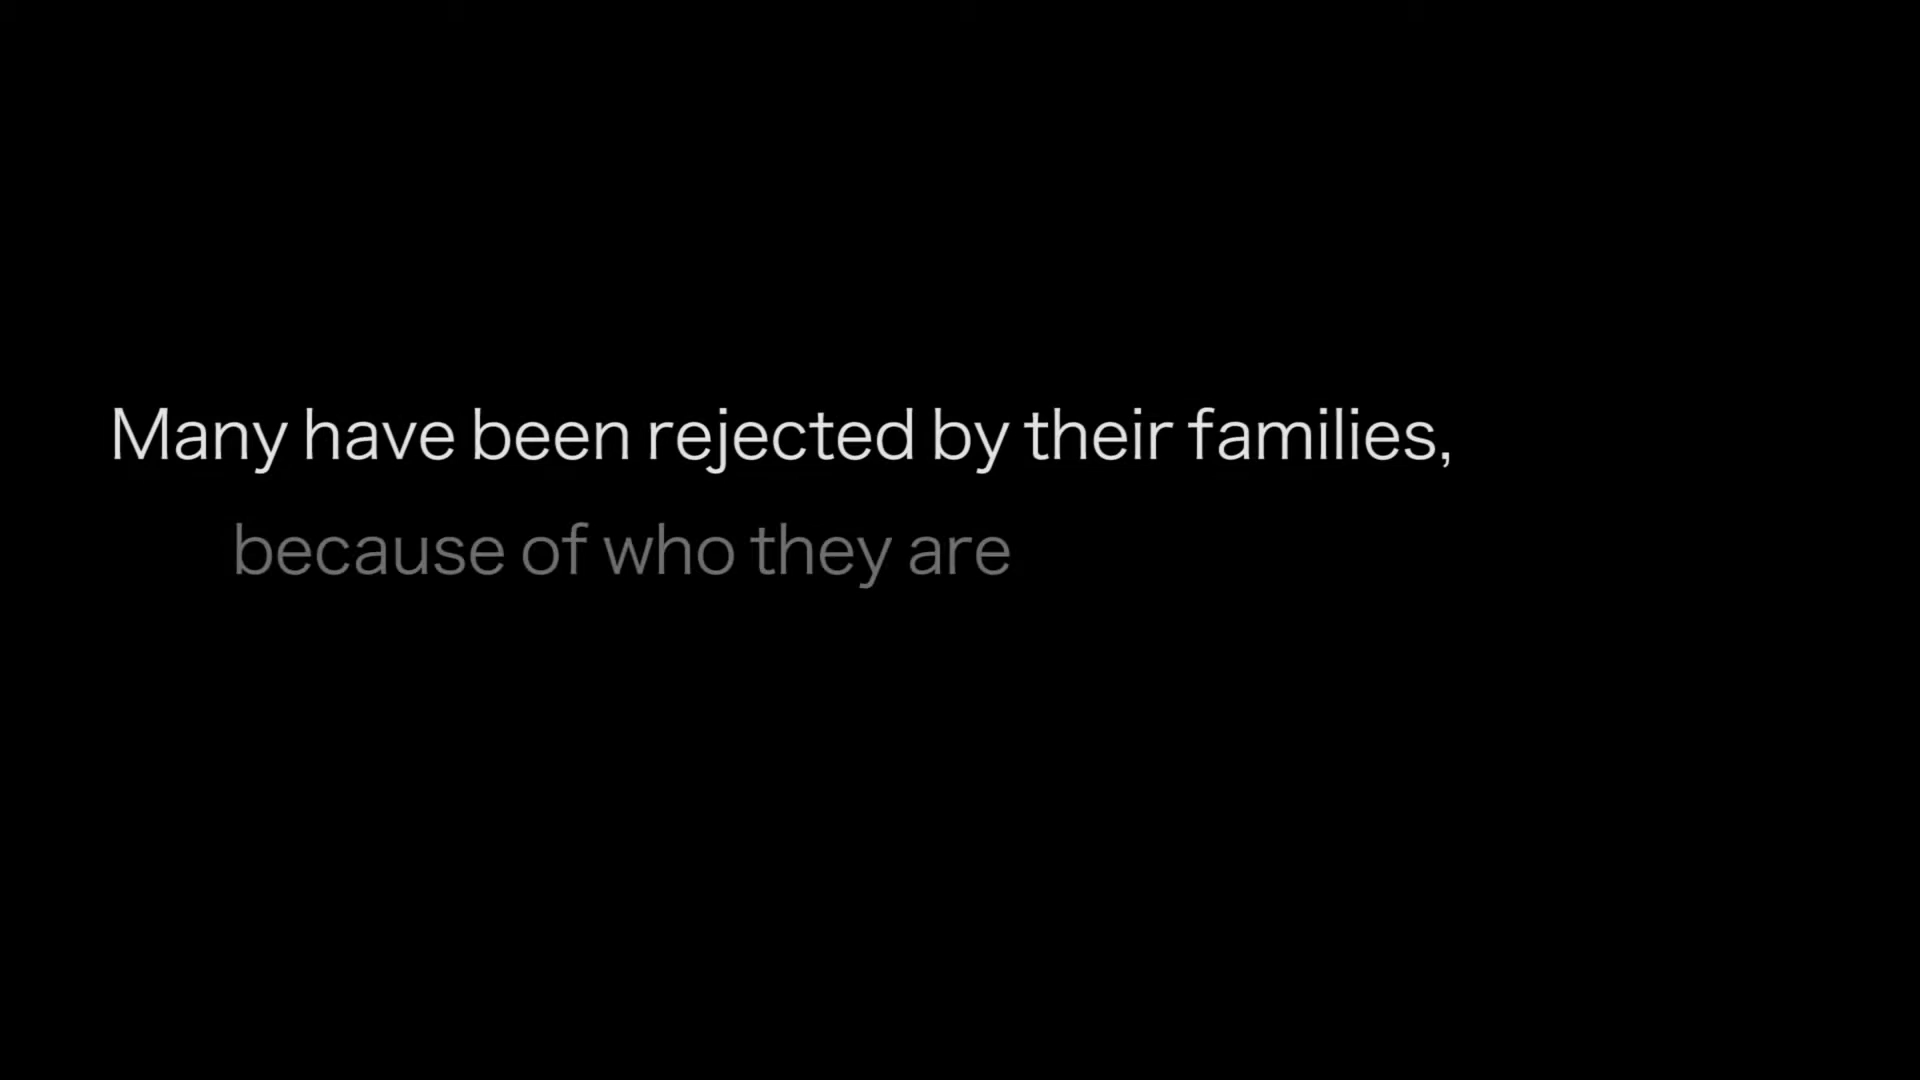 Many have been rejected by their families,
because of who they are